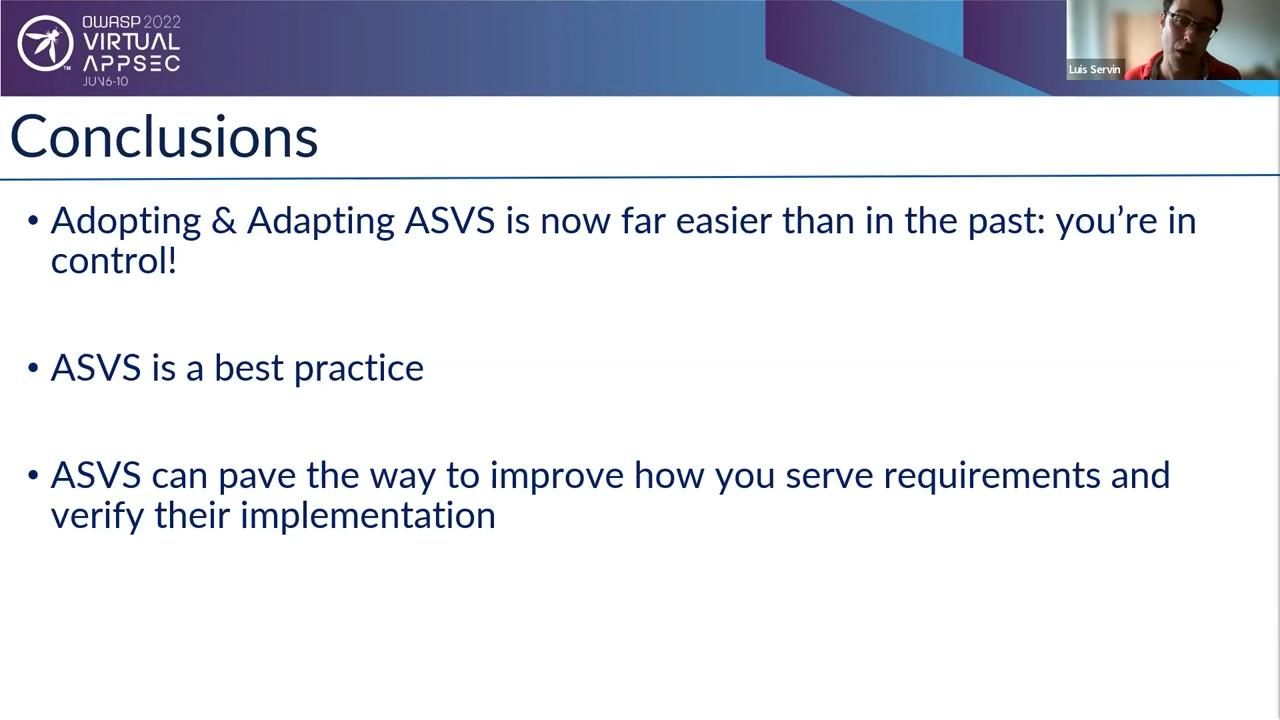 OWASP 2022
VIRTUAL
APPSEC
JUN 6-10
TM
Luis Servin
Conclusions
• Adopting & Adapting ASVS is now far easier than in the past: you’re in
control!
• ASVS is a best practice
• ASVS can pave the way to improve how you serve requirements and
verify their implementation